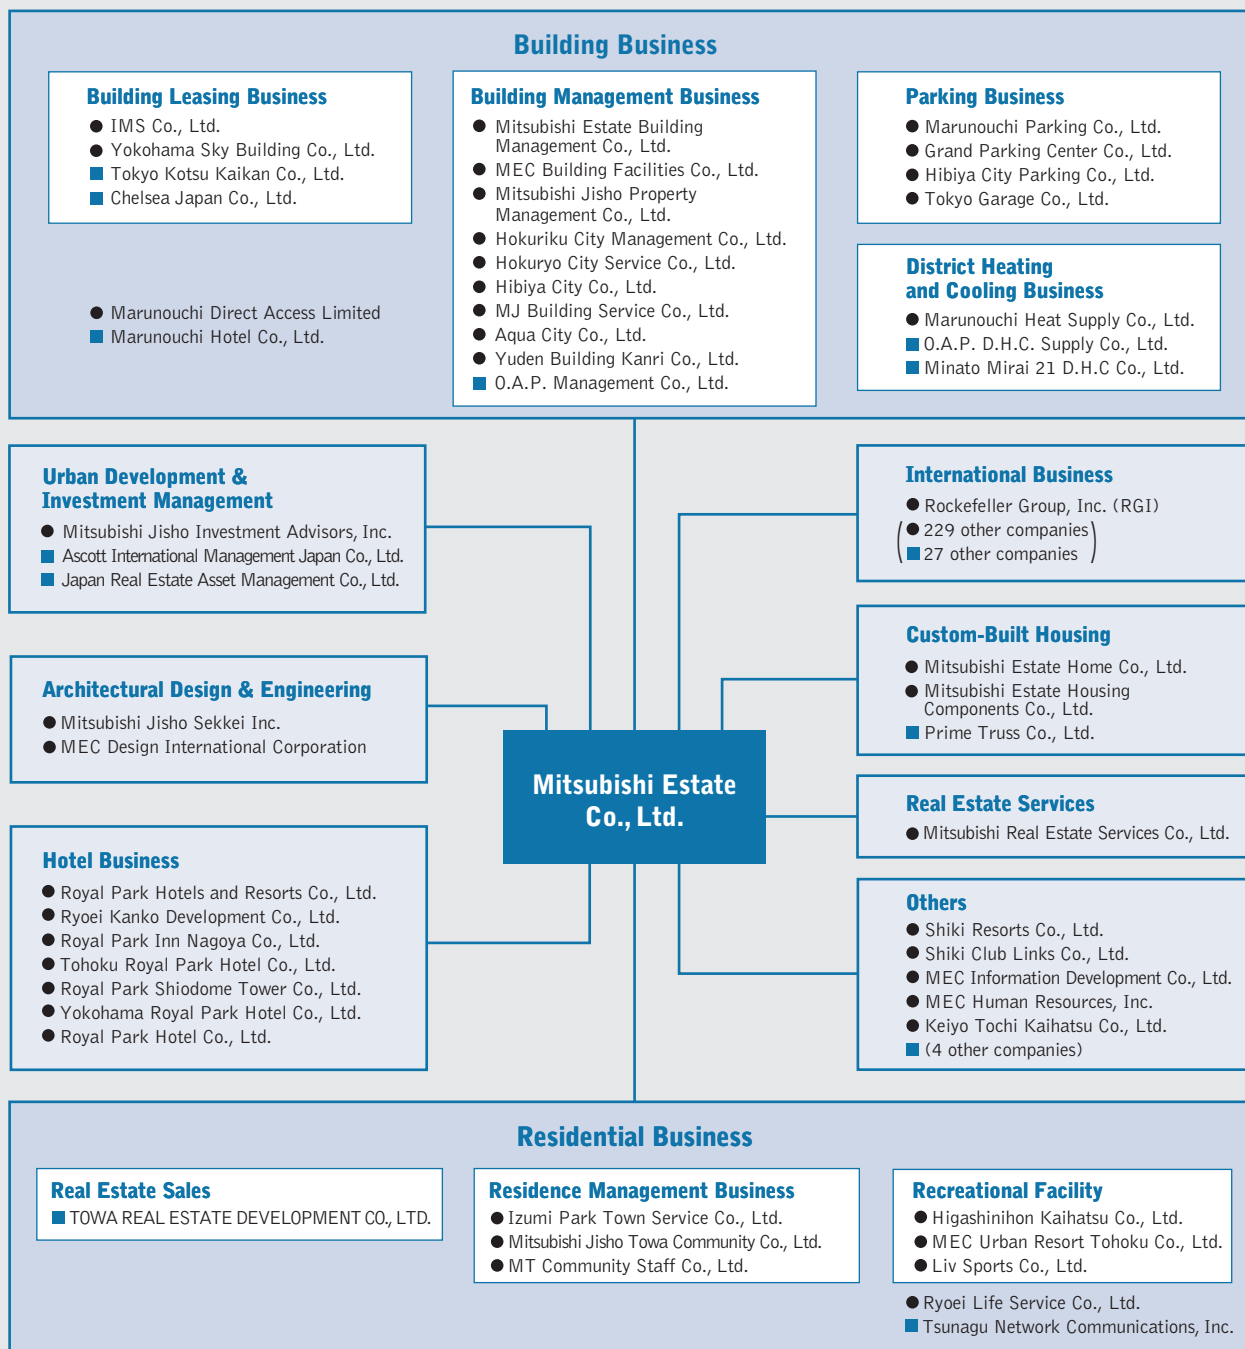 Building Business
Building Leasing Business
● IMS Co., Ltd.
● Yokohama Sky Building Co., Ltd.
■ Tokyo Kotsu Kaikan Co., Ltd.
■ Chelsea Japan Co., Ltd.
● Marunouchi Direct Access Limited
■ Marunouchi Hotel Co., Ltd.
Building Management Business
● Mitsubishi Estate Building
Management Co., Ltd.
● MEC Building Facilities Co., Ltd.
● Mitsubishi Jisho Property
Management Co., Ltd.
● Hokuriku City Management Co., Ltd.
● Hokuryo City Service Co., Ltd.
● Hibiya City Co., Ltd.
● MJ Building Service Co., Ltd.
● Aqua City Co., Ltd.
● Yuden Building Kanri Co., Ltd.
■ O.A.P. Management Co., Ltd.
Parking Business
● Marunouchi Parking Co., Ltd.
● Grand Parking Center Co., Ltd.
● Hibiya City Parking Co., Ltd.
● Tokyo Garage Co., Ltd.
District Heating
and Cooling Business
● Marunouchi Heat Supply Co., Ltd.
■ O.A.P. D.H.C. Supply Co., Ltd.
■ Minato Mirai 21 D.H.C Co., Ltd.
Urban Development &
Investment Management
● Mitsubishi Jisho Investment Advisors, Inc.
■ Ascott International Management Japan Co., Ltd.
■ Japan Real Estate Asset Management Co., Ltd.
Architectural Design & Engineering
● Mitsubishi Jisho Sekkei Inc.
● MEC Design International Corporation
Hotel Business
● Royal Park Hotels and Resorts Co., Ltd.
● Ryoei Kanko Development Co., Ltd.
● Royal Park Inn Nagoya Co., Ltd.
● Tohoku Royal Park Hotel Co., Ltd.
● Royal Park Shiodome Tower Co., Ltd.
● Yokohama Royal Park Hotel Co., Ltd.
● Royal Park Hotel Co., Ltd.
Mitsubishi Estate
Co., Ltd.
International Business
● Rockefeller Group, Inc. (RGI)
(● 229 other companies
■ 27 other companies)
Custom-Built Housing
● Mitsubishi Estate Home Co., Ltd.
● Mitsubishi Estate Housing
Components Co., Ltd.
■ Prime Truss Co., Ltd.
Real Estate Services
● Mitsubishi Real Estate Services Co., Ltd.
Others
● Shiki Resorts Co., Ltd.
● Shiki Club Links Co., Ltd.
● MEC Information Development Co., Ltd.
● MEC Human Resources, Inc.
● Keiyo Tochi Kaihatsu Co., Ltd.
■ (4 other companies)
Residential Business
Real Estate Sales
■ TOWA REAL ESTATE DEVELOPMENT CO., LTD.
Residence Management Business
● Izumi Park Town Service Co., Ltd.
● Mitsubishi Jisho Towa Community Co., Ltd.
● MT Community Staff Co., Ltd.
Recreational Facility
● Higashinihon Kaihatsu Co., Ltd.
● MEC Urban Resort Tohoku Co., Ltd.
● Liv Sports Co., Ltd.
● Ryoei Life Service Co., Ltd.
■ Tsunagu Network Communications, Inc.